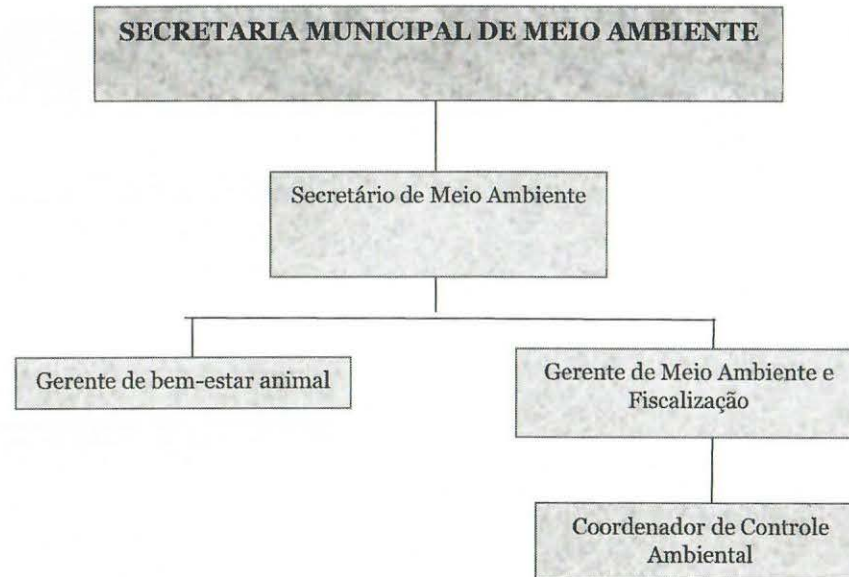 SECRETARIA MUNICIPAL DE MEIO AMBIENTE
Secretário de Meio Ambiente
Gerente de bem-estar animal
Gerente de Meio Ambiente e
Fiscalização
Coordenador de Controle
Ambiental